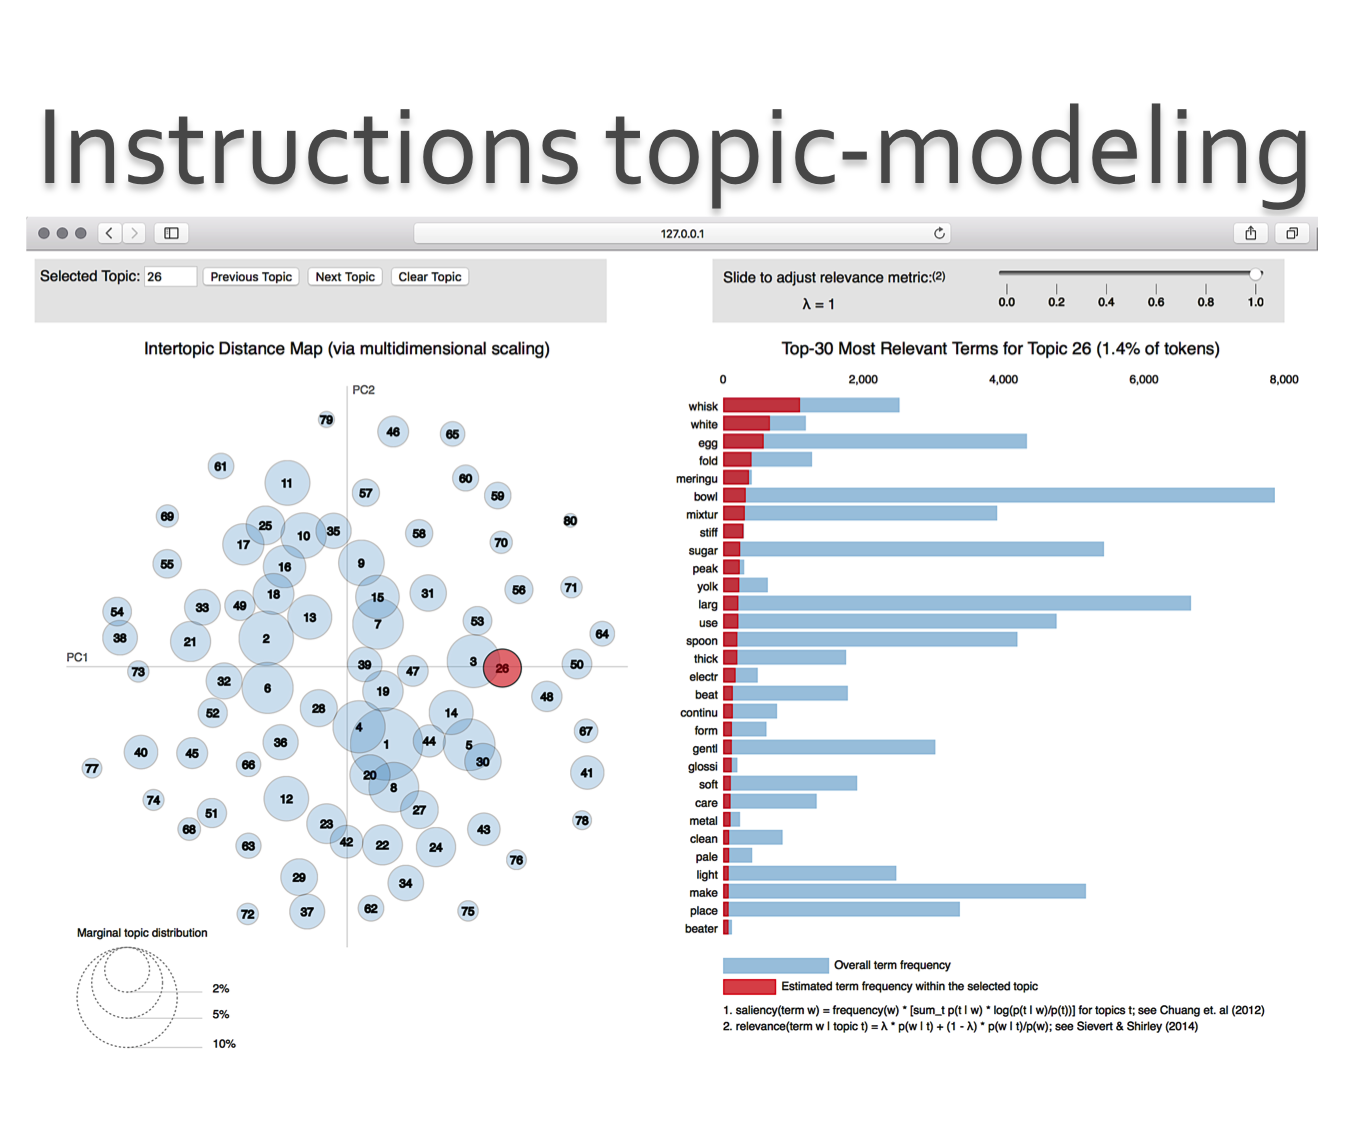 Instructions topic-modeling
127.0.0.1
Selected Topic: 26 Previous Topic Next Topic Clear Topic
Slide to adjust relevance metric:(2)
λ = 1
0.0 0.2 0.4 0.6 0.8 1.0
Intertopic Distance Map (via multidimensional scaling)
PC2
PC1
79
46
65
61
11
60
57
59
69
25
10
35
58
80
17
70
55
16
9
18
15
31
56
71
54
33
49
13
7
53
38
21
2
64
73
39
47
3
26
50
32
6
19
48
52
28
14
4
67
40
45
36
1
44
5
30
77
66
20
41
74
12
8
51
27
68
23
43
78
63
42
22
24
76
29
34
72
37
62
75
Marginal topic distribution
2%
5%
10%
Top-30 Most Relevant Terms for Topic 26 (1.4% of tokens)
0 2,000 4,000 6,000 8,000
whisk
white
egg
fold
meringu
bowl
mixtur
stiff
sugar
peak
yolk
larg
use
spoon
thick
electr
beat
continu
form
gentl
glossi
soft
care
metal
clean
pale
light
make
place
beater
Overall term frequency
Estimated term frequency within the selected topic
1. saliency(term w) = frequency(w) * [sum_t p(t | w) * log(p(t | w)/p(t))] for topics t; see Chuang et. al (2012)
2. relevance(term w | topic t) = λ * p(w | t) + (1 - λ) * p(w | t)/p(w); see Sievert & Shirley (2014)